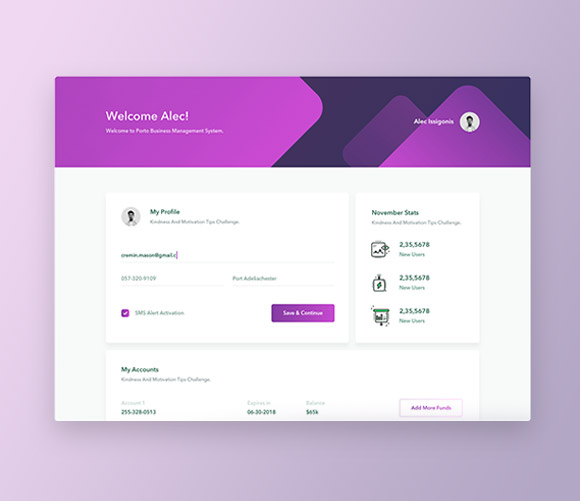 Welcome Alec!
Welcome to Porto Business Management System.
Alec Issigonis
My Profile
Kindness And Motivation Tips Challenge.
cremin.mason@gmail.c
057-320-9109
Port Adeliachester
SMS Alert Activation
Save & Continue
November Stats
Kindness And Motivation Tips Challenge.
2,35,5678
New Users
2,35,5678
New Users
2,35,5678
New Users
My Accounts
Kindness And Motivation Tips Challenge.
Account 1
Expires in
Balance
255-328-0513
06-30-2018
$65k
Add More Funds